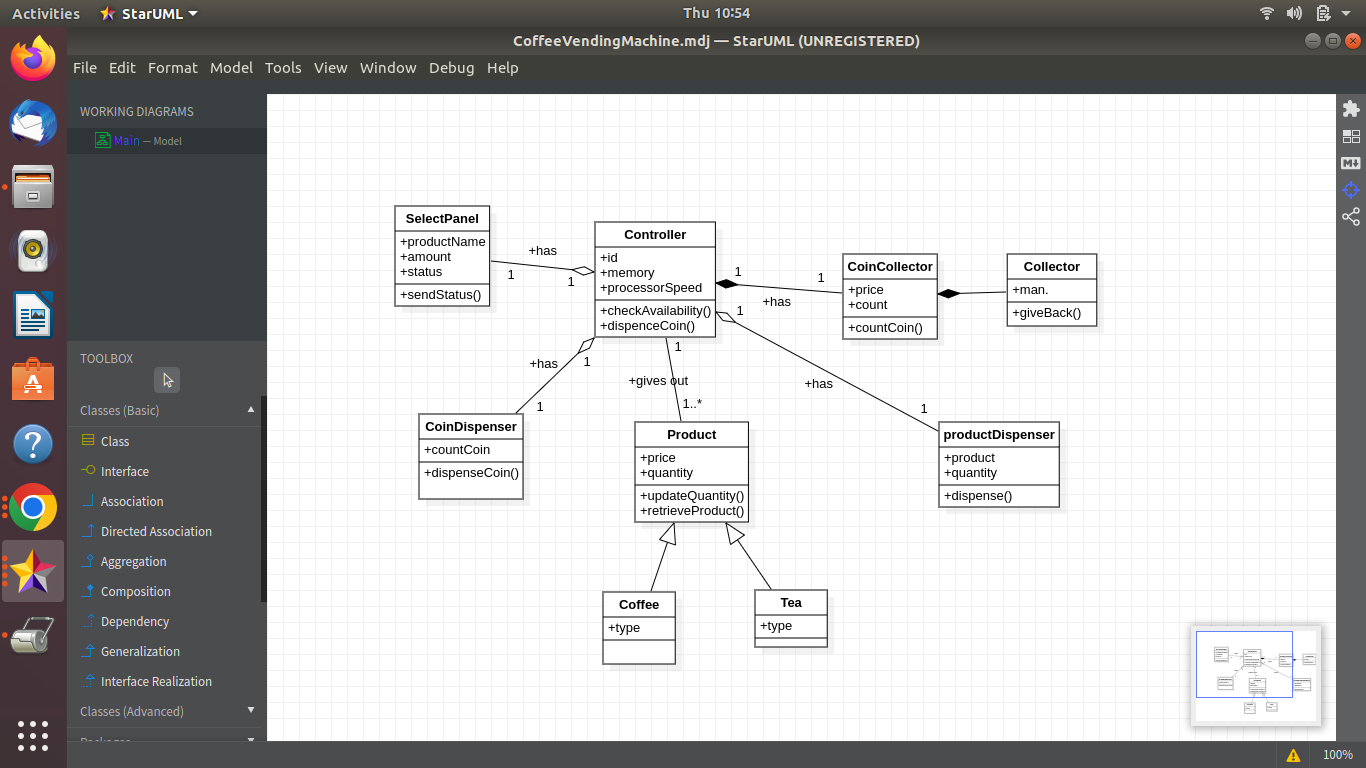 Activities
StarUML
Thu 10:54
CoffeeVendingMachine.mdj — StarUML (UNREGISTERED)
File Edit Format Model Tools View Window Debug Help
WORKING DIAGRAMS
Main — Model
TOOLBOX
Classes (Basic)
Class
Interface
Association
Directed Association
Aggregation
Composition
Dependency
Generalization
Interface Realization
Classes (Advanced)
Packages
SelectPanel
+productName
+amount
+status
+sendStatus()
+has
1
1
Controller
+id
+memory
+processorSpeed
+checkAvailability()
+dispenceCoin()
1
1
+has
CoinCollector
+price
+count
+countCoin()
Collector
+man.
+giveBack()
+has
1
1
CoinDispenser
+countCoin
+dispenseCoin()
1
+gives out
1..*
Product
+price
+quantity
+updateQuantity()
+retrieveProduct()
1
+has
1
productDispenser
+product
+quantity
+dispense()
Coffee
+type
Tea
+type
M
100%